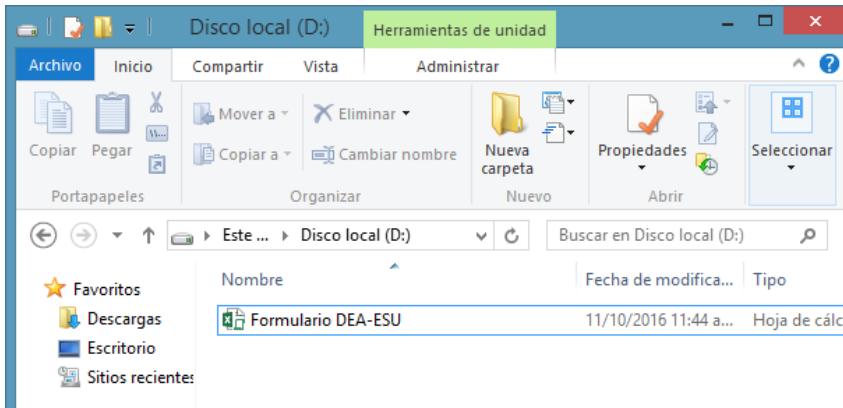 Disco local (D:)
Herramientas de unidad
Archivo Inicio Compartir Vista Administrar
Copiar Pegar
Mover a
Copiar a
Eliminar
Cambiar nombre
Nueva carpeta
Propiedades
Seleccionar
Portapapeles Organizar Nuevo Abrir
Este ... Disco local (D:)
Buscar en Disco local (D:)
Favoritos
Descargas
Escritorio
Sitios recientes
Nombre Fecha de modifica... Tipo
Formulario DEA-ESU 11/10/2016 11:44 a... Hoja de cálc